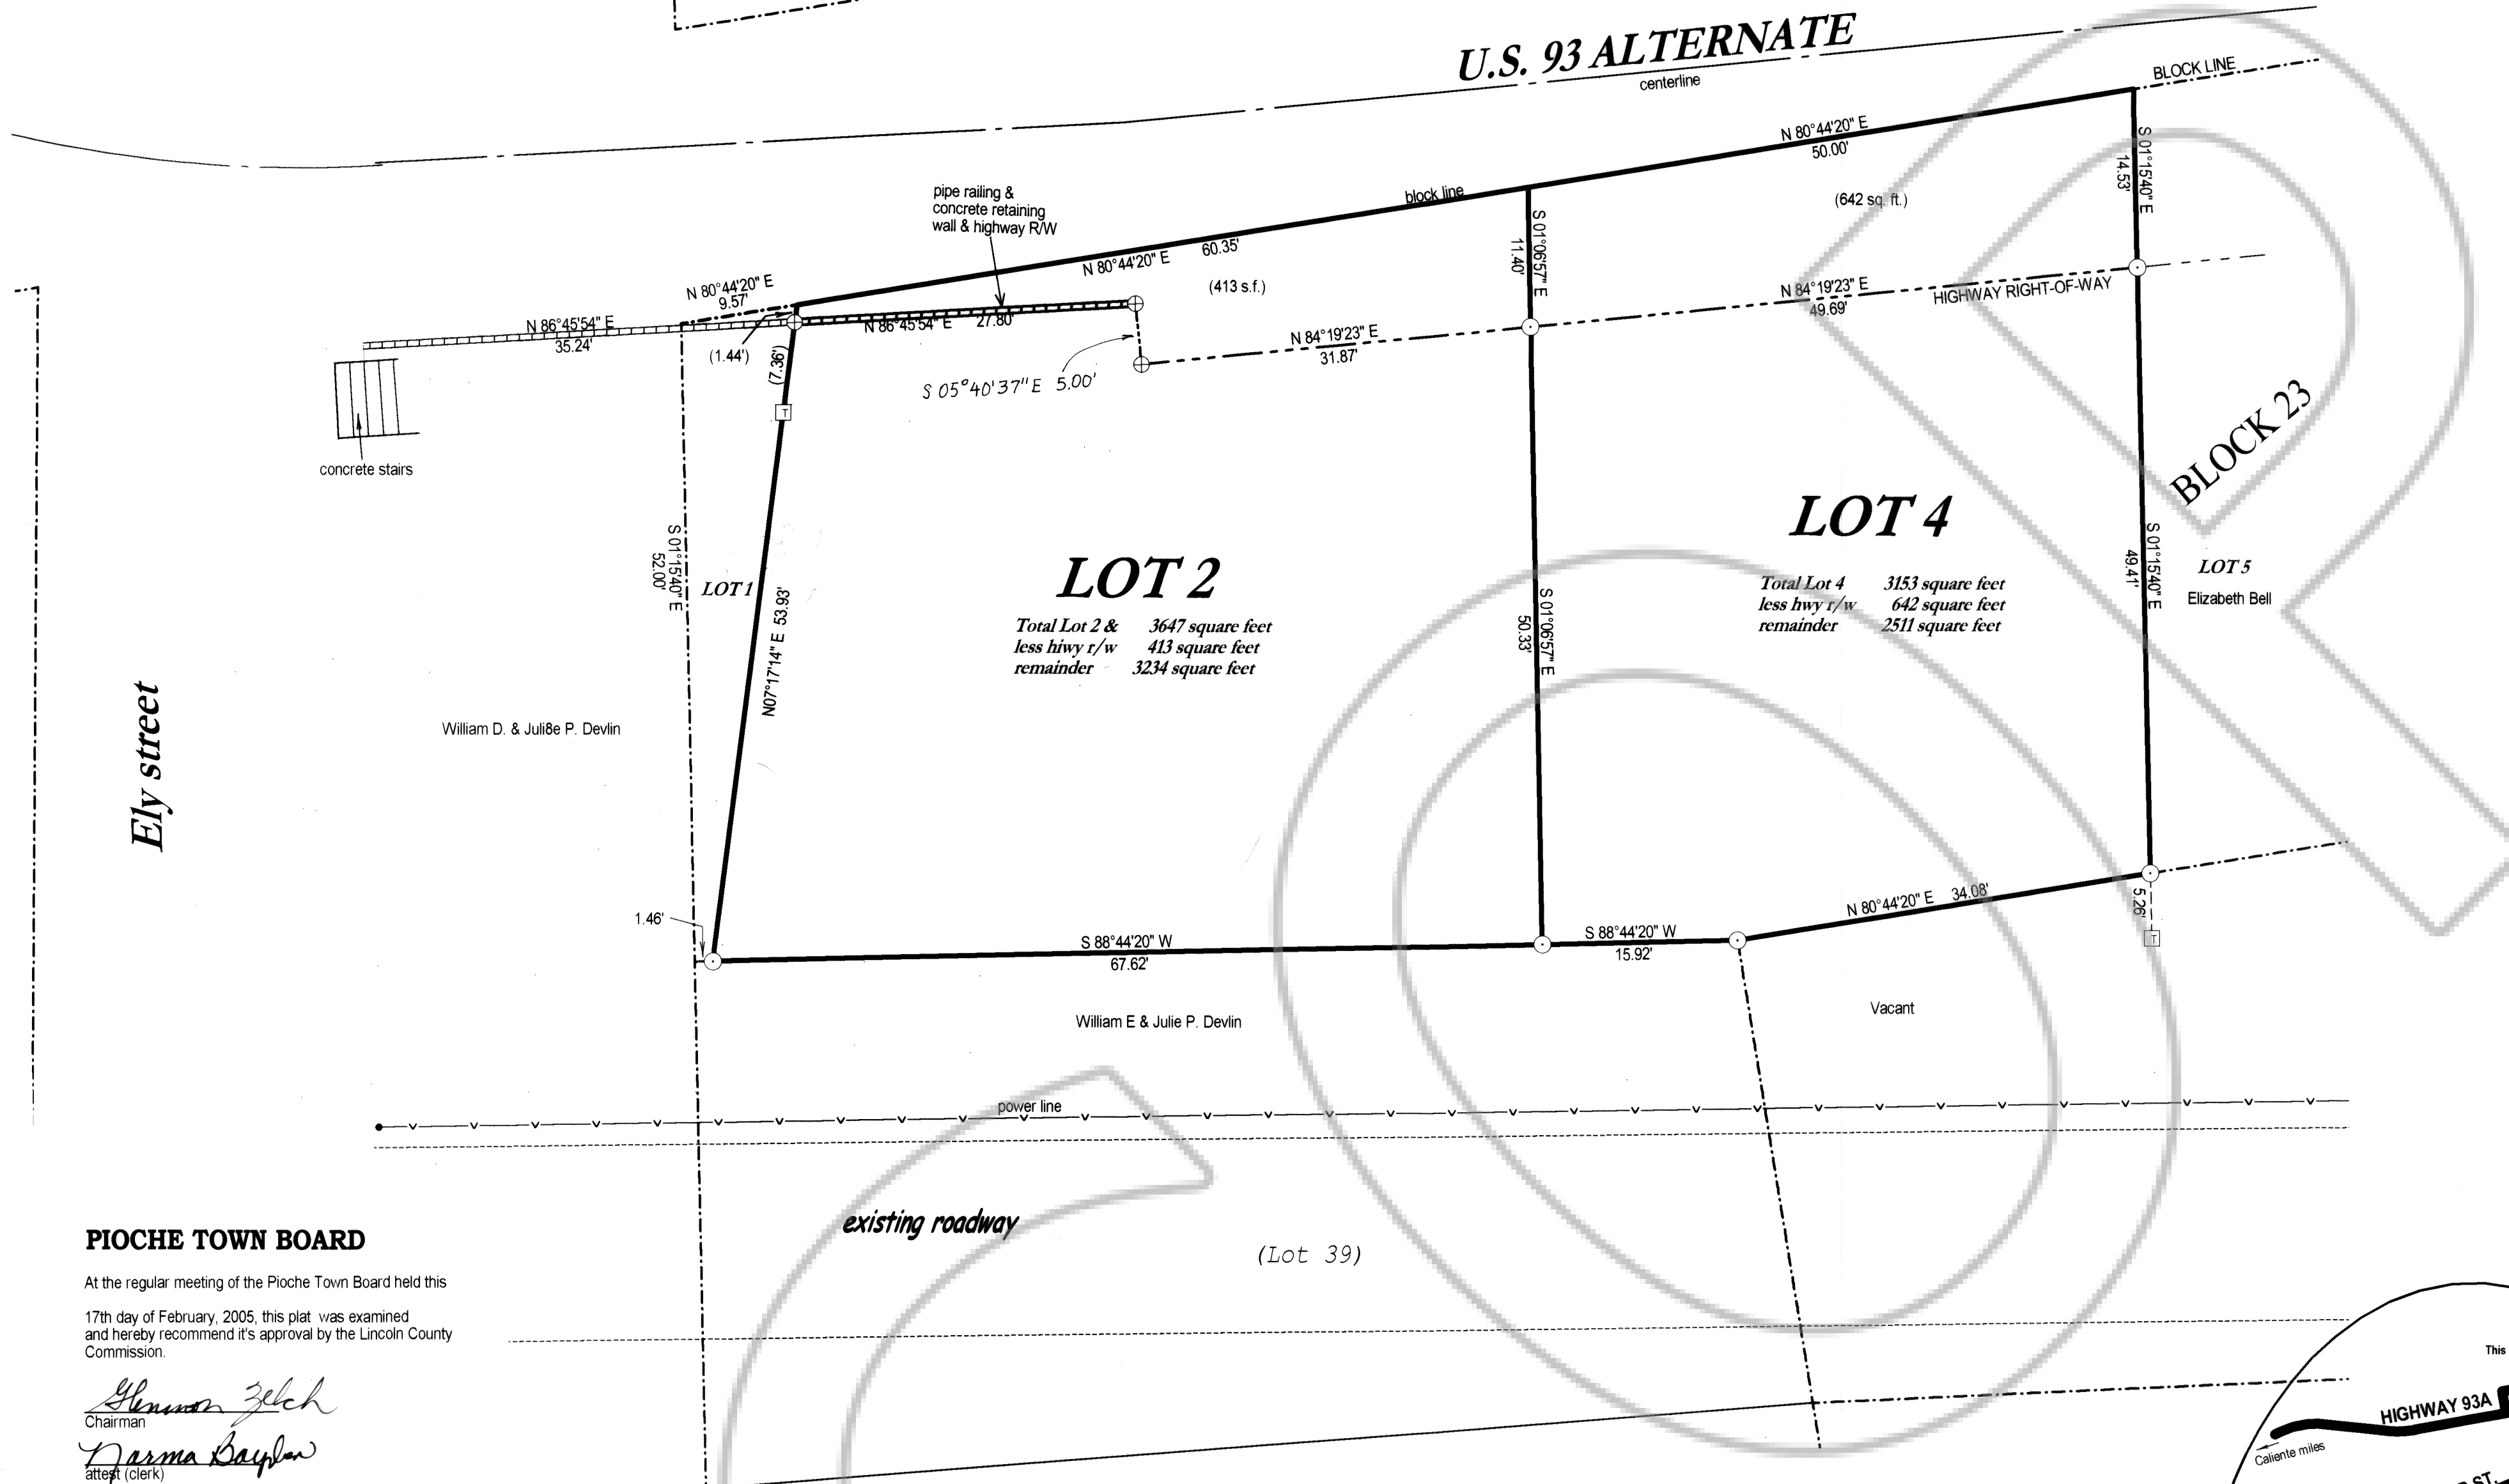 U.S. 93 ALTERNATE
centerline
BLOCK LINE
N 80°44'20" E
50.00'
S 01°15'40" E
14.53'
pipe railing &
concrete retaining
wall & highway R/W
block line
(642 sq. ft.)
S 01°06'57" E
11.40'
N 80°44'20" E
60.35'
(413 s.f.)
N 80°44'20" E
9.57'
N 84°19'23" E
49.69'
HIGHWAY RIGHT-OF-WAY
N 86°45'54" E
35.24'
(1.44')
(7.36')
N 86°45'54" E 27.80'
N 84°19'23" E
31.87'
S 05°40'37" E 5.00'
T
concrete stairs
BLOCK 23
S 01°15'40" E
52.00'
LOT 1
N07°17'14" E 53.93'
LOT 2
Total Lot 2 & 3647 square feet
less hiwy r/w 413 square feet
remainder 3234 square feet
S 01°06'57" E
50.33'
LOT 4
Total Lot 4 3153 square feet
less hwy r/w 642 square feet
remainder 2511 square feet
S 01°15'40" E
49.41'
LOT 5
Elizabeth Bell
Ely street
William D. & Juli8e P. Devlin
1.46'
S 88°44'20" W
67.62'
S 88°44'20" W
15.92'
N 80°44'20" E 34.08'
5.26'
T
William E & Julie P. Devlin
Vacant
power line
existing roadway
(Lot 39)
PIOCHE TOWN BOARD
At the regular meeting of the Pioche Town Board held this
17th day of February, 2005, this plat was examined
and hereby recommend it's approval by the Lincoln County
Commission.
Glennon Zelch
Chairman
Norma
attest (clerk)
This
HIGHWAY 93A
Caliente miles
ST.
COR